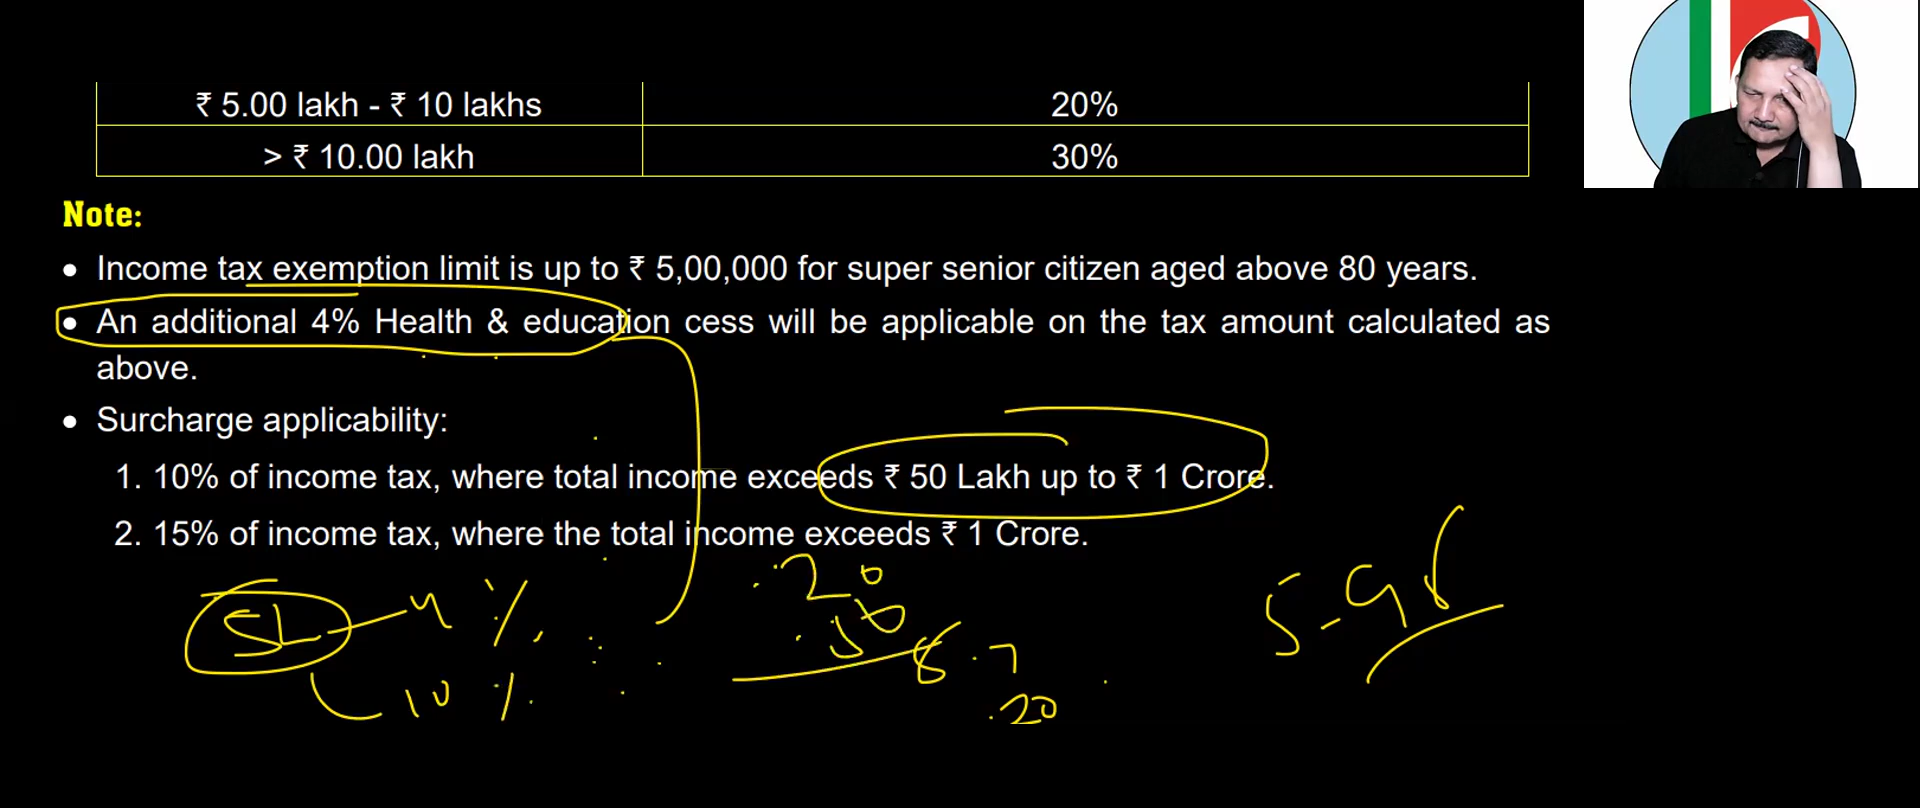 ₹ 5.00 lakh - ₹ 10 lakhs 20%
> ₹ 10.00 lakh 30%
Note:
• Income tax exemption limit is up to ₹ 5,00,000 for super senior citizen aged above 80 years.
• An additional 4% Health & education cess will be applicable on the tax amount calculated as
above.
• Surcharge applicability:
1. 10% of income tax, where total income exceeds ₹ 50 Lakh up to ₹ 1 Crore.
2. 15% of income tax, where the total income exceeds ₹ 1 Crore.
10 %
20